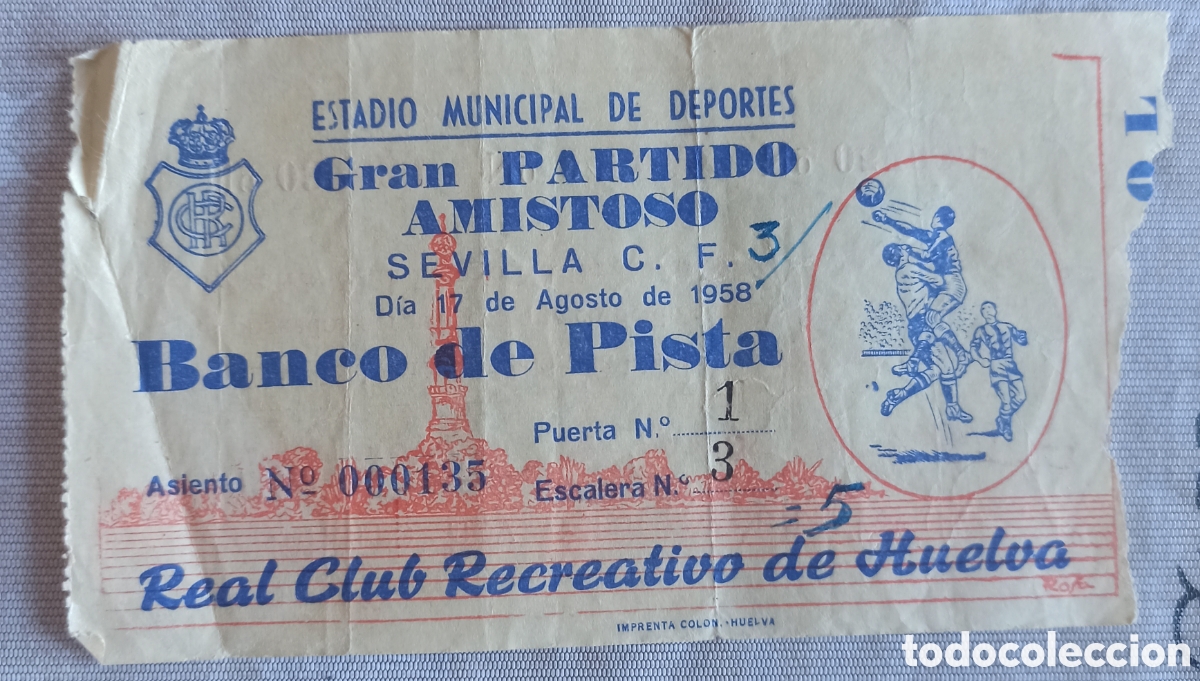 ESTADIO MUNICIPAL DE DEPORTES
Gran PARTIDO
AMISTOSO
SEVILLA C. F. 3/
Día 17 de Agosto de 1958
Banco de Pista
Puerta N.º 1
Asiento Nº 000135
Escalera N.º 3
=5
Real Club Recreativo de Huelva
IMPRENTA COLON.-HUELVA
TO
todocoleccion